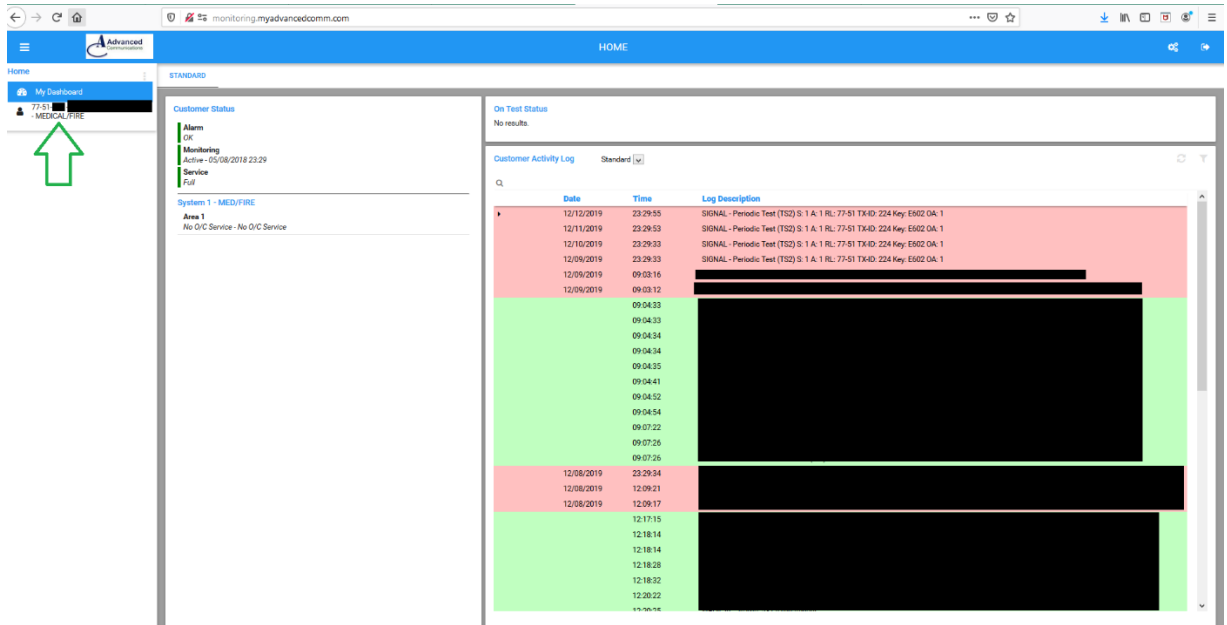 monitoring.myadvancedcomm.com
Advanced
Communications
HOME
Home
My Dashboard
77-51-
- MEDICAL/FIRE
STANDARD
Customer Status
Alarm
OK
Monitoring
Active - 05/08/2018 23:29
Service
Full
System 1 - MED/FIRE
Area 1
No O/C Service - No O/C Service
On Test Status
No results.
Customer Activity Log Standard
Date Time Log Description
12/12/2019 23:29:55 SIGNAL - Periodic Test (TS2) S: 1 A: 1 RL: 77-51 TX-ID: 224 Key: E602 OA: 1
12/11/2019 23:29:53 SIGNAL - Periodic Test (TS2) S: 1 A: 1 RL: 77-51 TX-ID: 224 Key: E602 OA: 1
12/10/2019 23:29:33 SIGNAL - Periodic Test (TS2) S: 1 A: 1 RL: 77-51 TX-ID: 224 Key: E602 OA: 1
12/09/2019 23:29:33 SIGNAL - Periodic Test (TS2) S: 1 A: 1 RL: 77-51 TX-ID: 224 Key: E602 OA: 1
12/09/2019 09:03:16
12/09/2019 09:03:12
09:04:33
09:04:33
09:04:34
09:04:34
09:04:35
09:04:41
09:04:52
09:04:54
09:07:22
09:07:26
09:07:26
12/08/2019 23:29:34
12/08/2019 12:09:21
12/08/2019 12:09:17
12:17:15
12:18:14
12:18:14
12:18:28
12:18:32
12:20:22
12:20:25